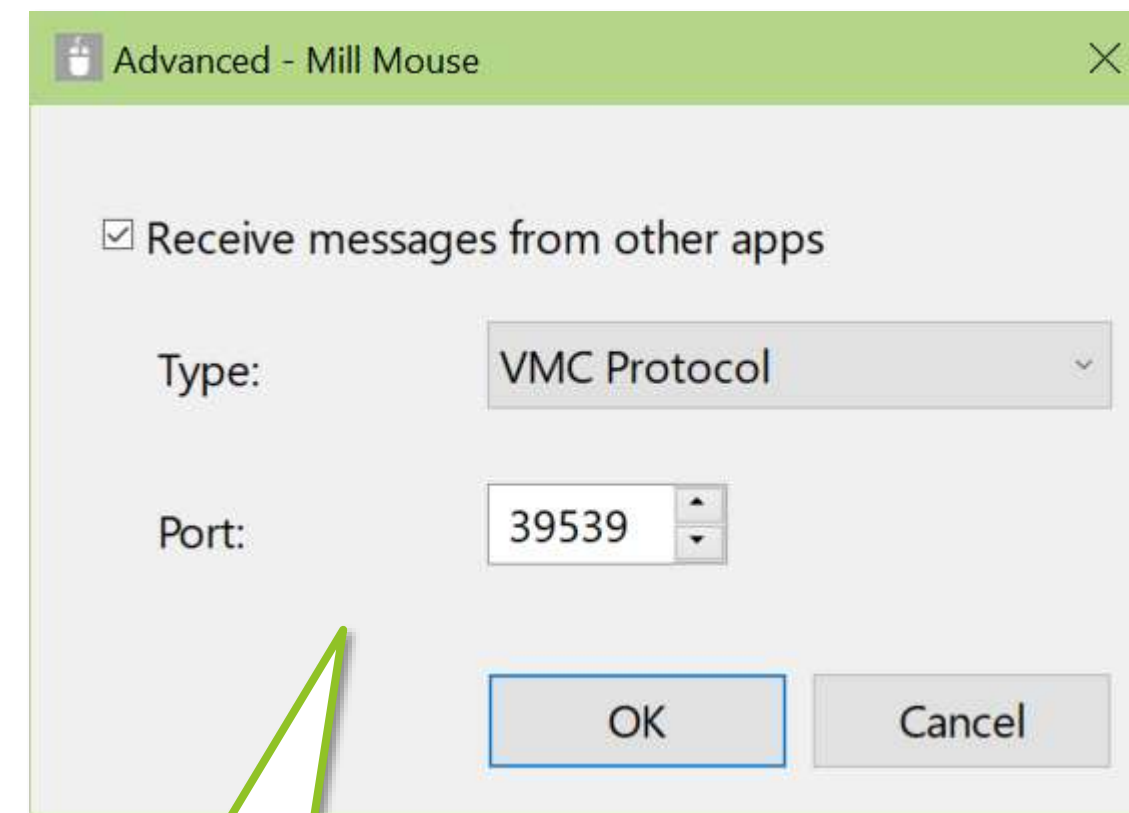 Advanced - Mill Mouse
Receive messages from other apps
Type: VMC Protocol
Port: 39539
OK Cancel